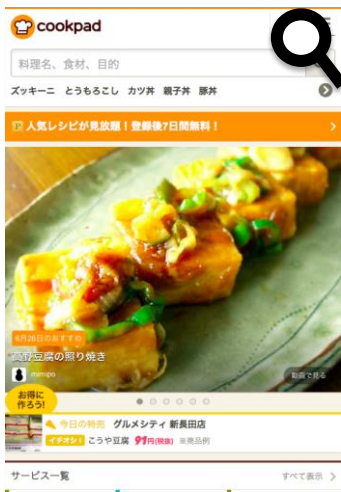 cookpad
料理名、食材、目的
ズッキーニ とうもろこし カツ丼 親子丼 豚丼
人気レシピが見放題！登録後7日間無料！
6月26日のおすすめ
高野豆腐の照り焼き
mimipo
動画で見る
お得に
作ろう!
今日の特売 グルメシティ 新長田店
イチオシ! こうや豆腐 91円(税抜) ※商品例
サービス一覧
すべて表示